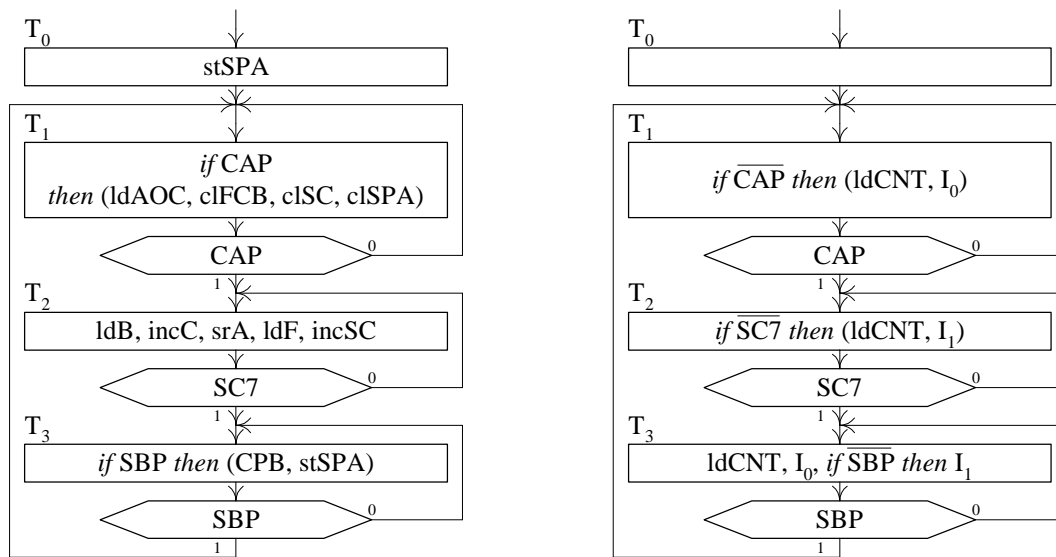 T₀
stSPA
T₁
if CAP
then (ldAOC, clFCB, clSC, clSPA)
CAP
0
1
T₂
ldB, incC, srA, ldF, incSC
SC7
0
1
T₃
if SBP then (CPB, stSPA)
SBP
0
1
T₀
T₁
if C̅A̅P̅ then (ldCNT, I₀)
CAP
0
1
T₂
if S̅C̅7̅ then (ldCNT, I₁)
SC7
0
1
T₃
ldCNT, I₀, if S̅B̅P̅ then I₁
SBP
0
1